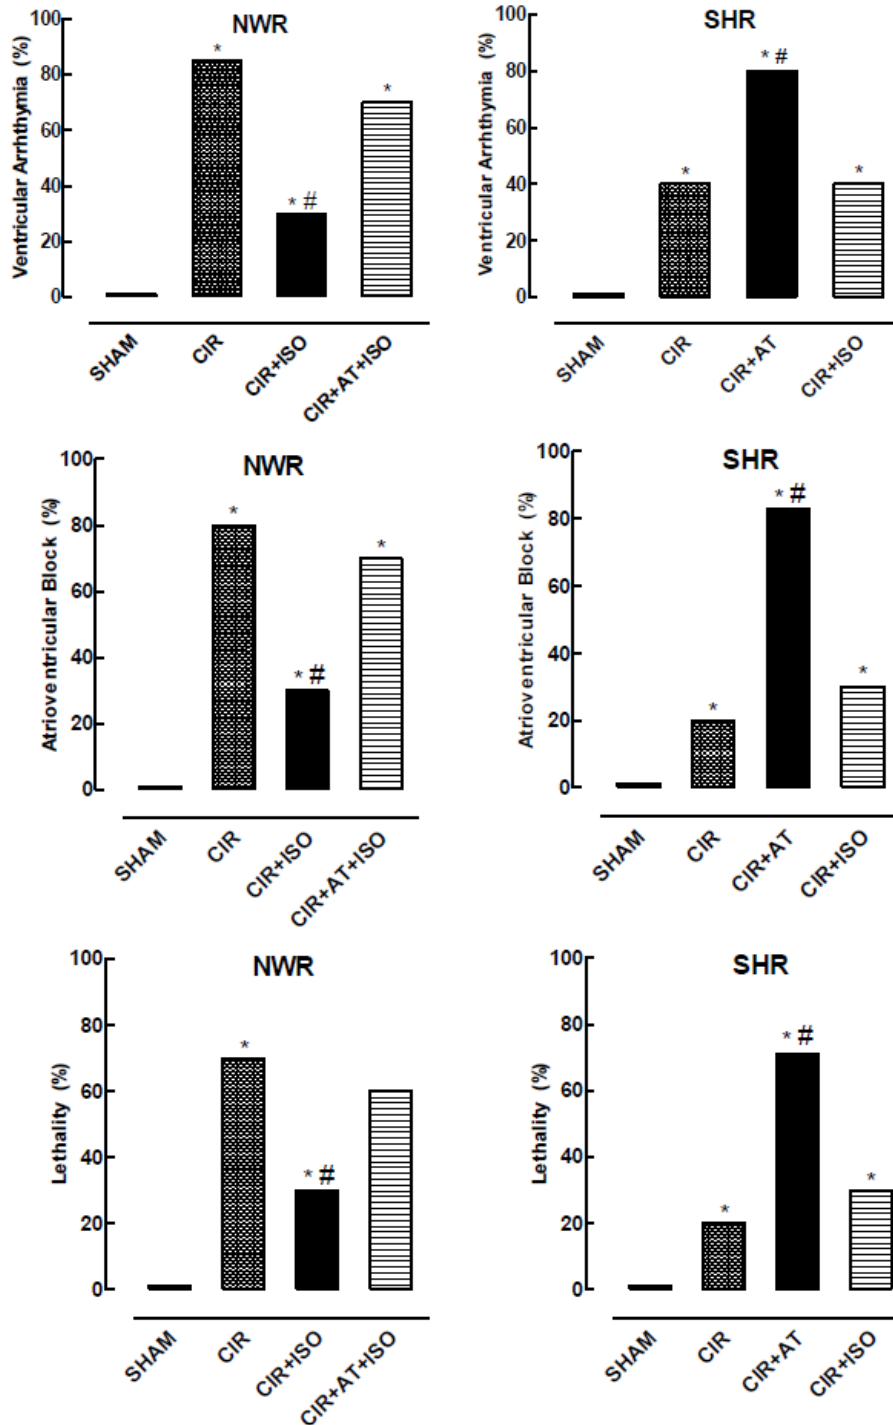 NWR
Ventricular Arrhthymia (%)
100
80
60
40
20
0
*
* #
*
SHAM
CIR
CIR+ISO
CIR+AT+ISO
SHR
Ventricular Arrhthymia (%)
100
80
60
40
20
0
*
* #
*
SHAM
CIR
CIR+AT
CIR+ISO
NWR
Atrioventricular Block (%)
100
80
60
40
20
0
*
* #
*
SHAM
CIR
CIR+ISO
CIR+AT+ISO
SHR
Atrioventricular Block (%)
100
80
60
40
20
0
*
* #
*
SHAM
CIR
CIR+AT
CIR+ISO
NWR
Lethality (%)
100
80
60
40
20
0
*
* #
SHAM
CIR
CIR+ISO
CIR+AT+ISO
SHR
Lethality (%)
100
80
60
40
20
0
*
* #
*
SHAM
CIR
CIR+AT
CIR+ISO